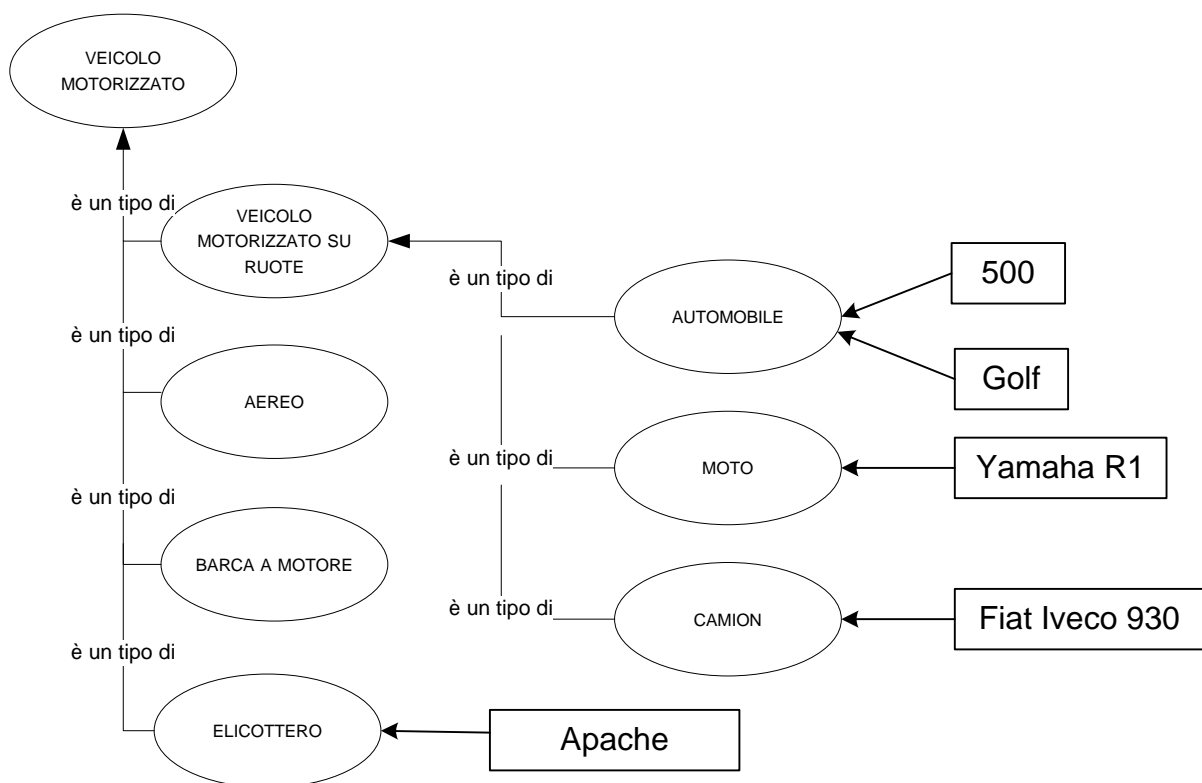 VEICOLO
MOTORIZZATO
è un tipo di
VEICOLO
MOTORIZZATO SU
RUOTE
è un tipo di
500
AUTOMOBILE
è un tipo di
Golf
AEREO
è un tipo di
MOTO
Yamaha R1
è un tipo di
BARCA A MOTORE
è un tipo di
CAMION
Fiat Iveco 930
è un tipo di
ELICOTTERO
Apache